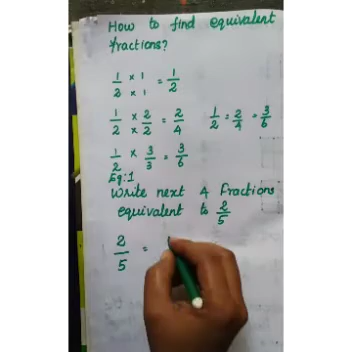 How to find equivalent
fractions?
1/2 × 1/1 = 1/2
1/2 × 2/2 = 2/4 1/2 = 2/4 = 3/6
1/2 × 3/3 = 3/6
Eg:1
Write next 4 Fractions
equivalent to 2/5
2/5 =